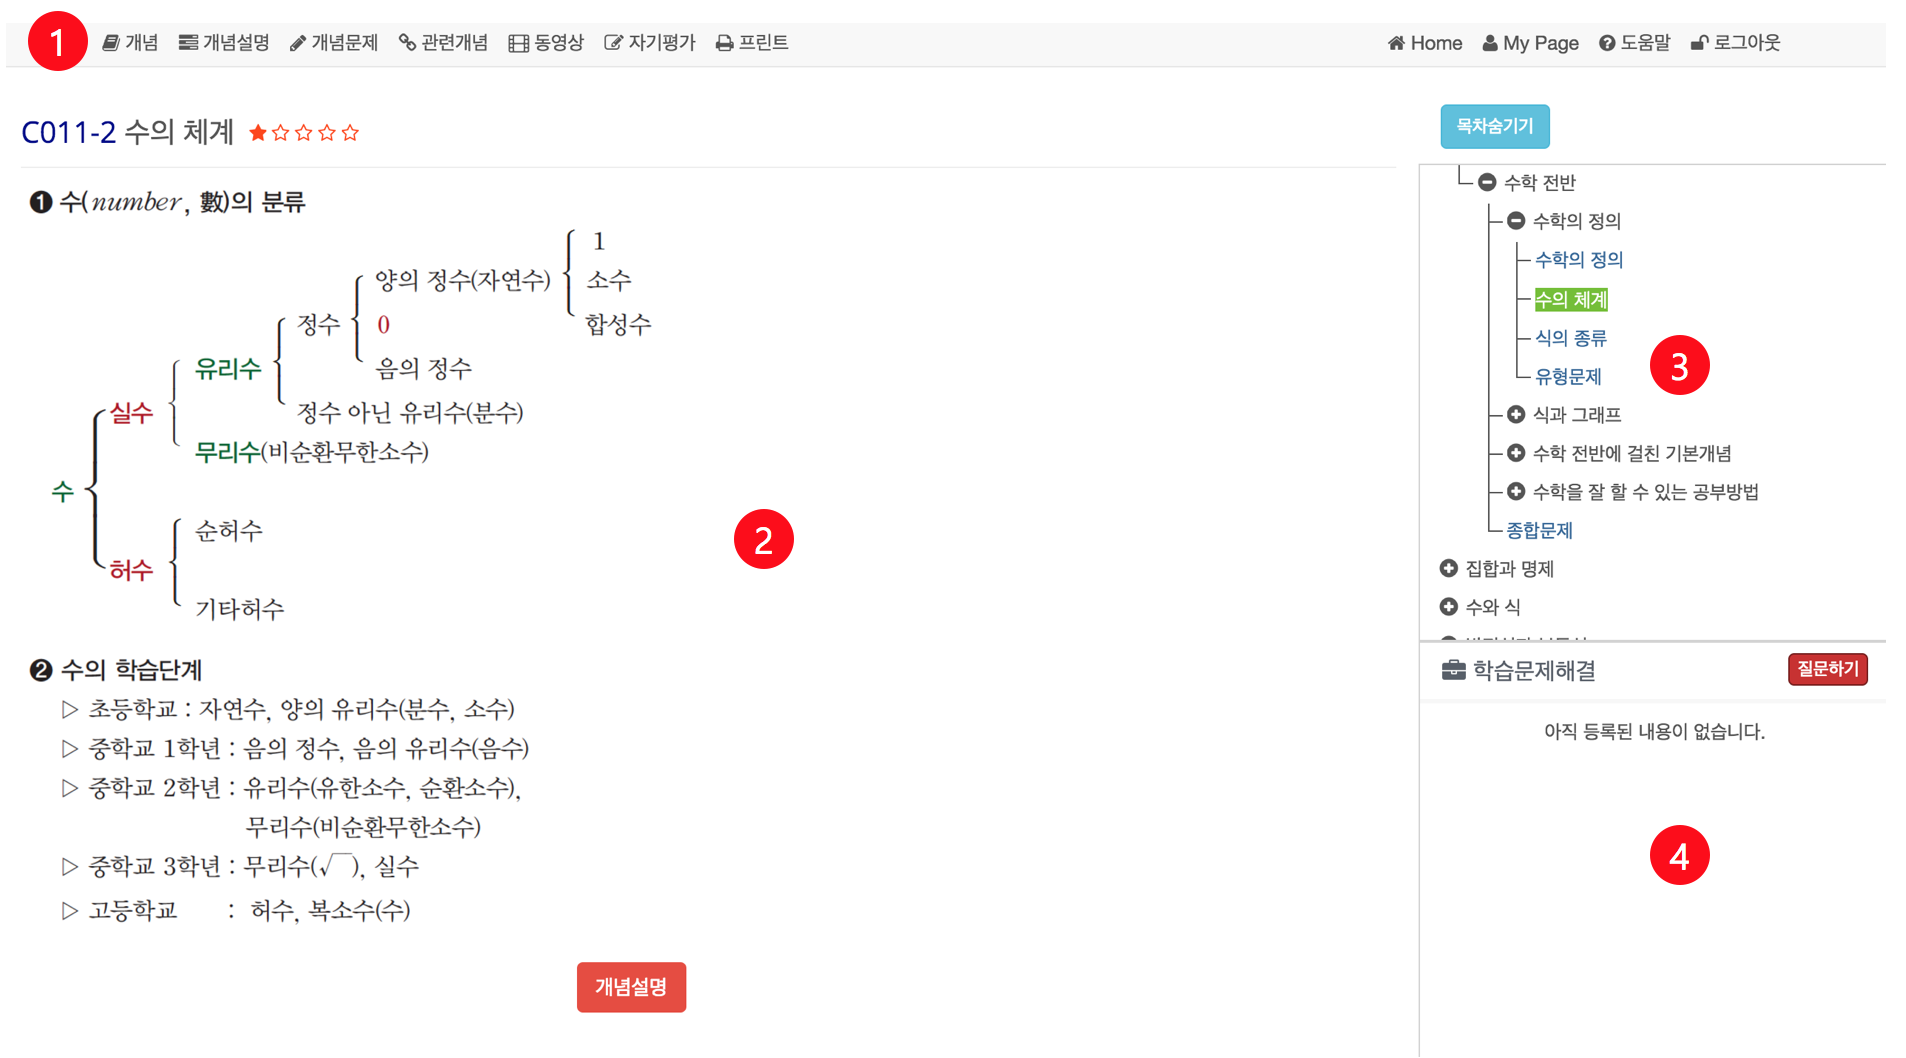 1 개념 개념설명 개념문제 관련개념 동영상 자기평가 프린트 Home My Page 도움말 로그아웃
C011-2 수의 체계
❶ 수(number, 數)의 분류
1
양의 정수(자연수) 소수
정수 0 합성수
유리수 음의 정수
실수 정수 아닌 유리수(분수)
무리수(비순환무한소수)
수
순허수
허수
기타허수
2
❷ 수의 학습단계
▷ 초등학교 : 자연수, 양의 유리수(분수, 소수)
▷ 중학교 1학년 : 음의 정수, 음의 유리수(음수)
▷ 중학교 2학년 : 유리수(유한소수, 순환소수),
무리수(비순환무한소수)
▷ 중학교 3학년 : 무리수(√ ), 실수
▷ 고등학교 : 허수, 복소수(수)
개념설명
목차숨기기
수학 전반
수학의 정의
수학의 정의
수의 체계
식의 종류
3
유형문제
식과 그래프
수학 전반에 걸친 기본개념
수학을 잘 할 수 있는 공부방법
종합문제
집합과 명제
수와 식
학습문제해결 질문하기
아직 등록된 내용이 없습니다.
4